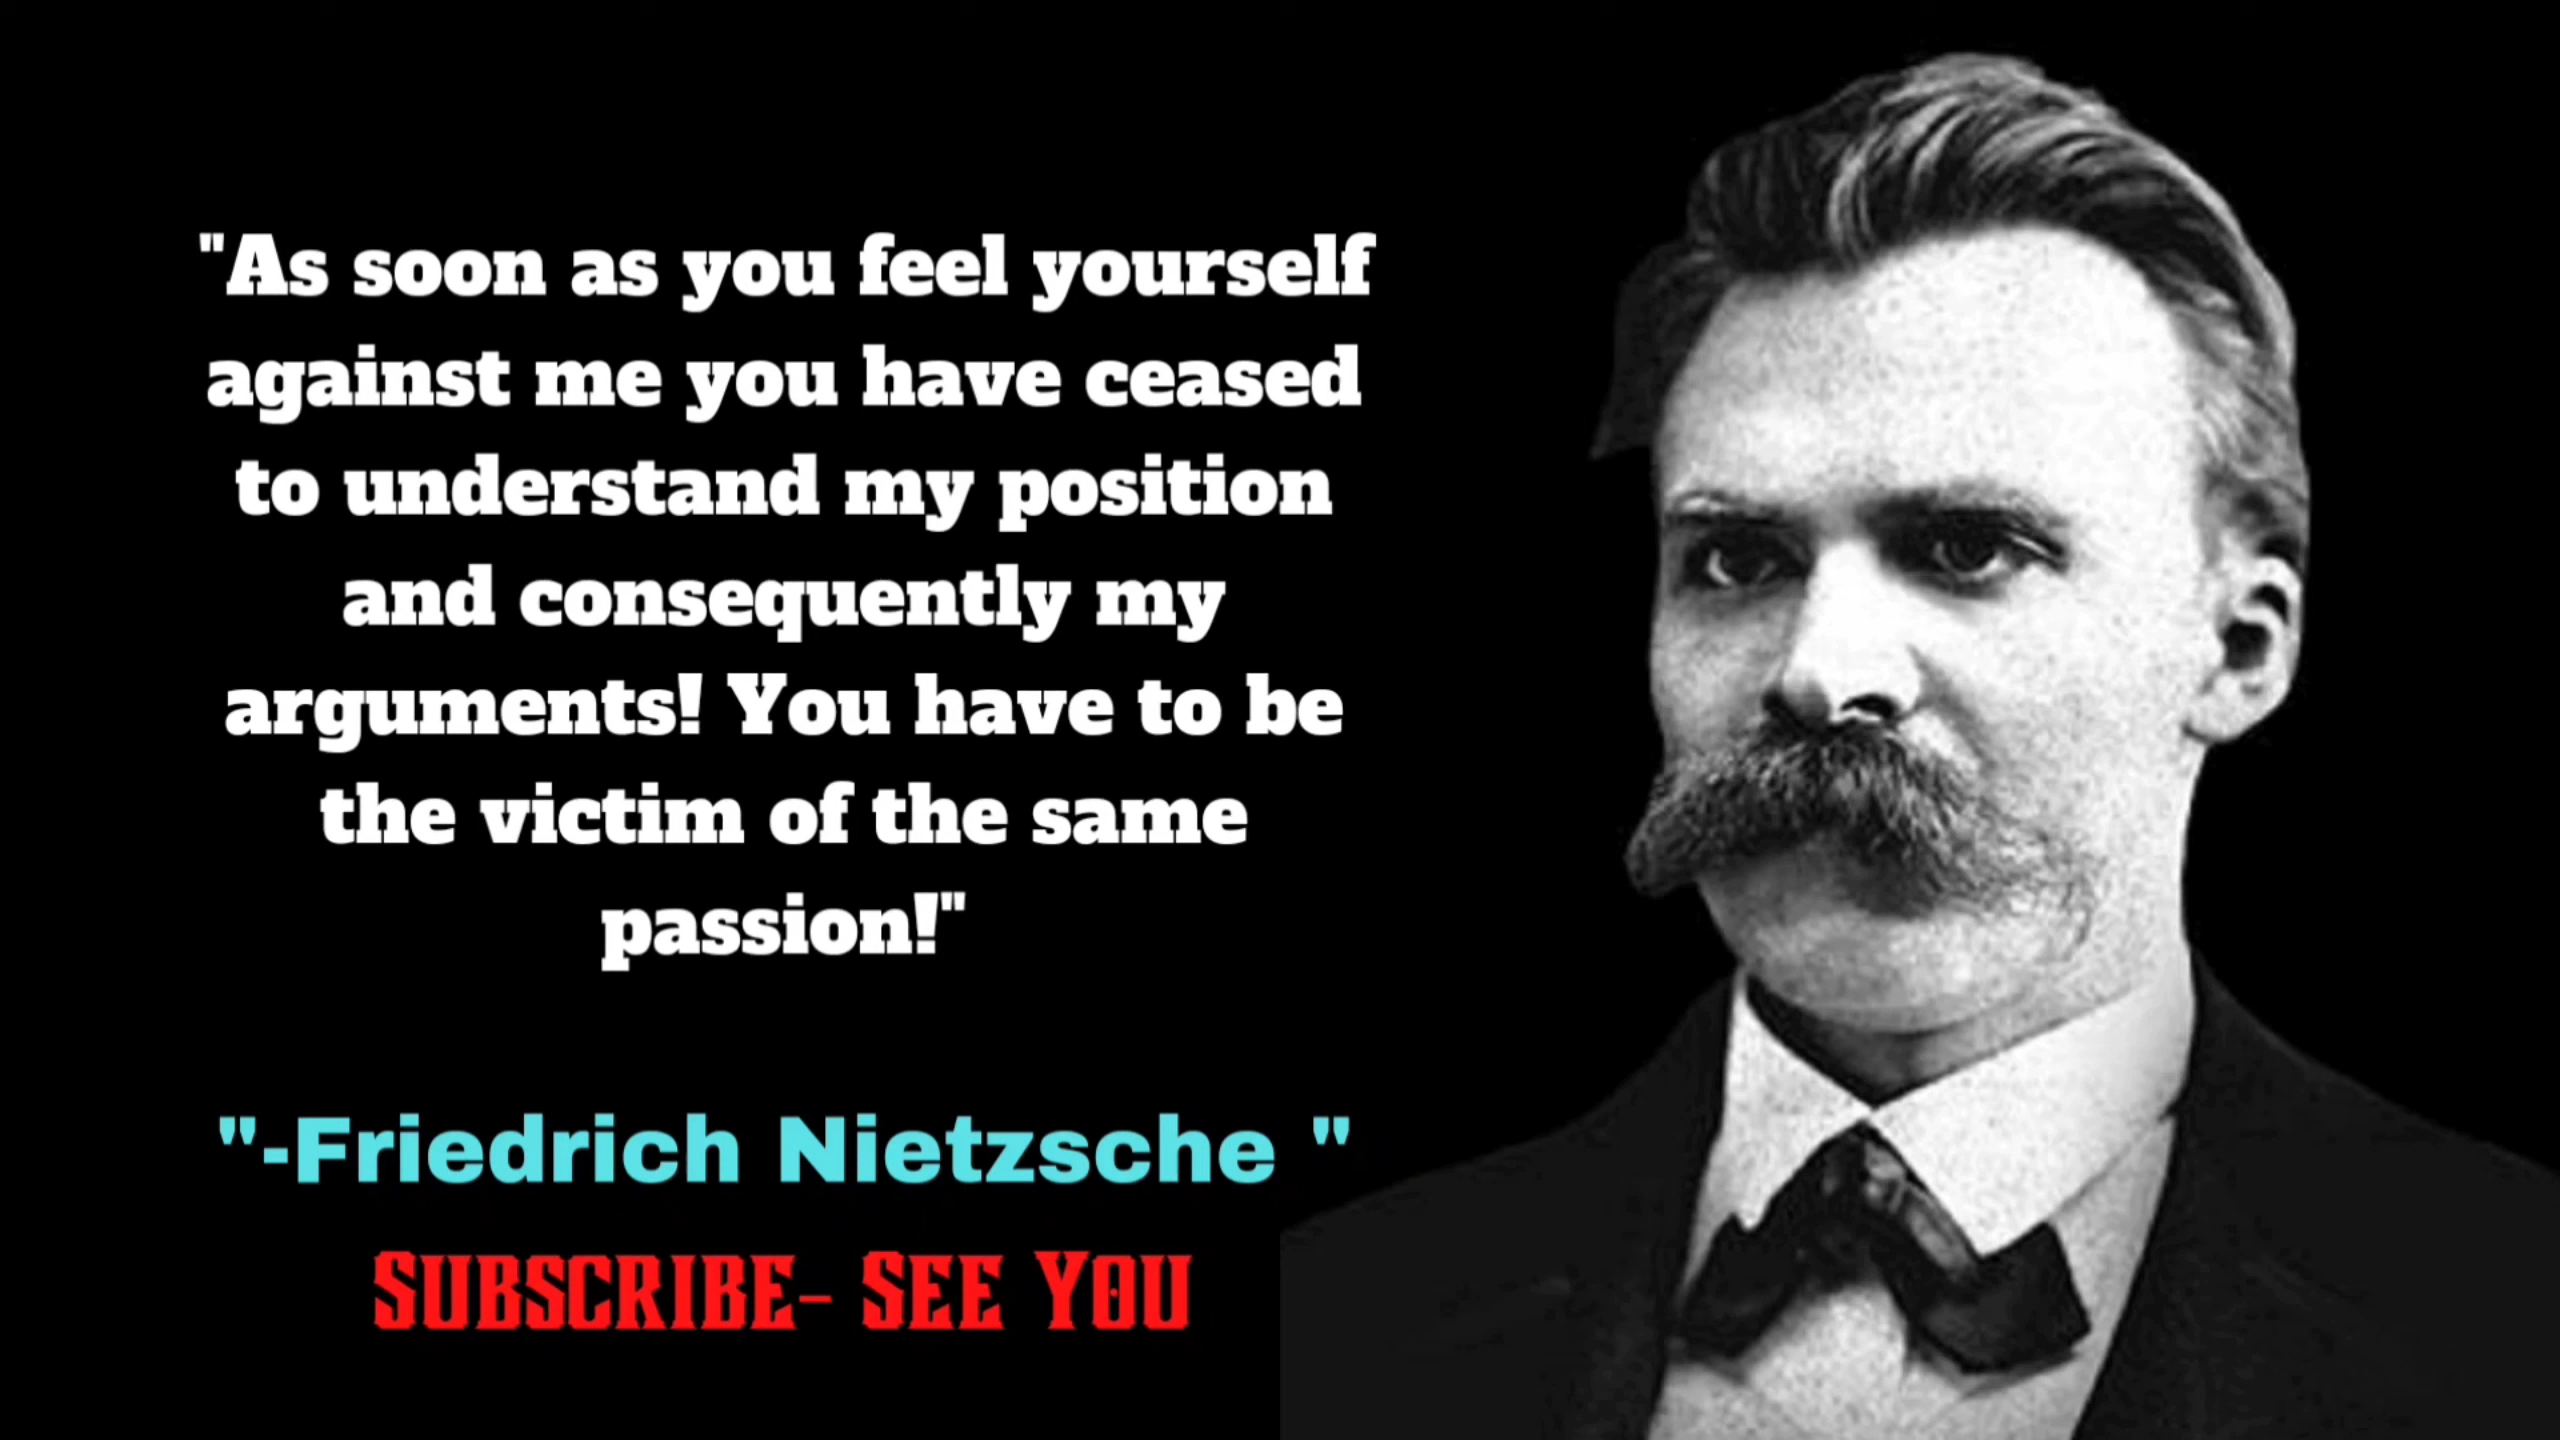 "As soon as you feel yourself
against me you have ceased
to understand my position
and consequently my
arguments! You have to be
the victim of the same
passion!"
"-Friedrich Nietzsche "
SUBSCRIBE- SEE YOU